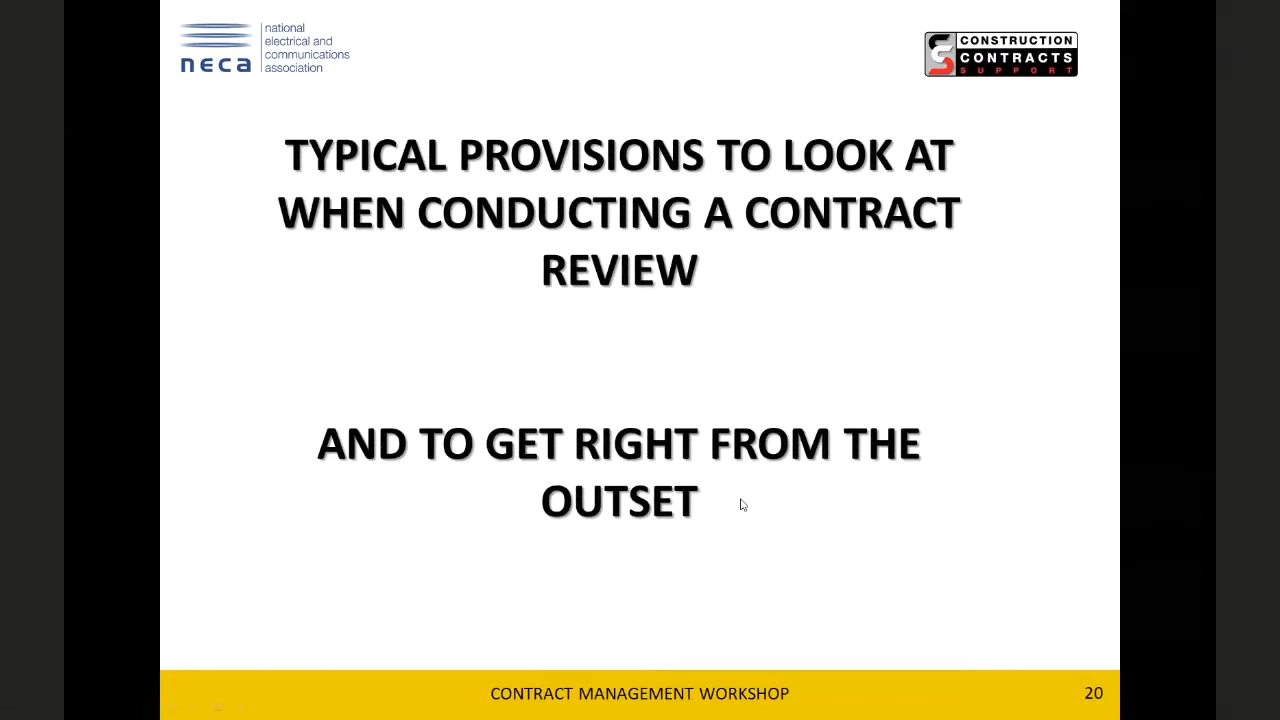 neca
national
electrical and
communications
association
CONSTRUCTION
CONTRACTS
SUPPORT
TYPICAL PROVISIONS TO LOOK AT
WHEN CONDUCTING A CONTRACT
REVIEW
AND TO GET RIGHT FROM THE
OUTSET
CONTRACT MANAGEMENT WORKSHOP
20